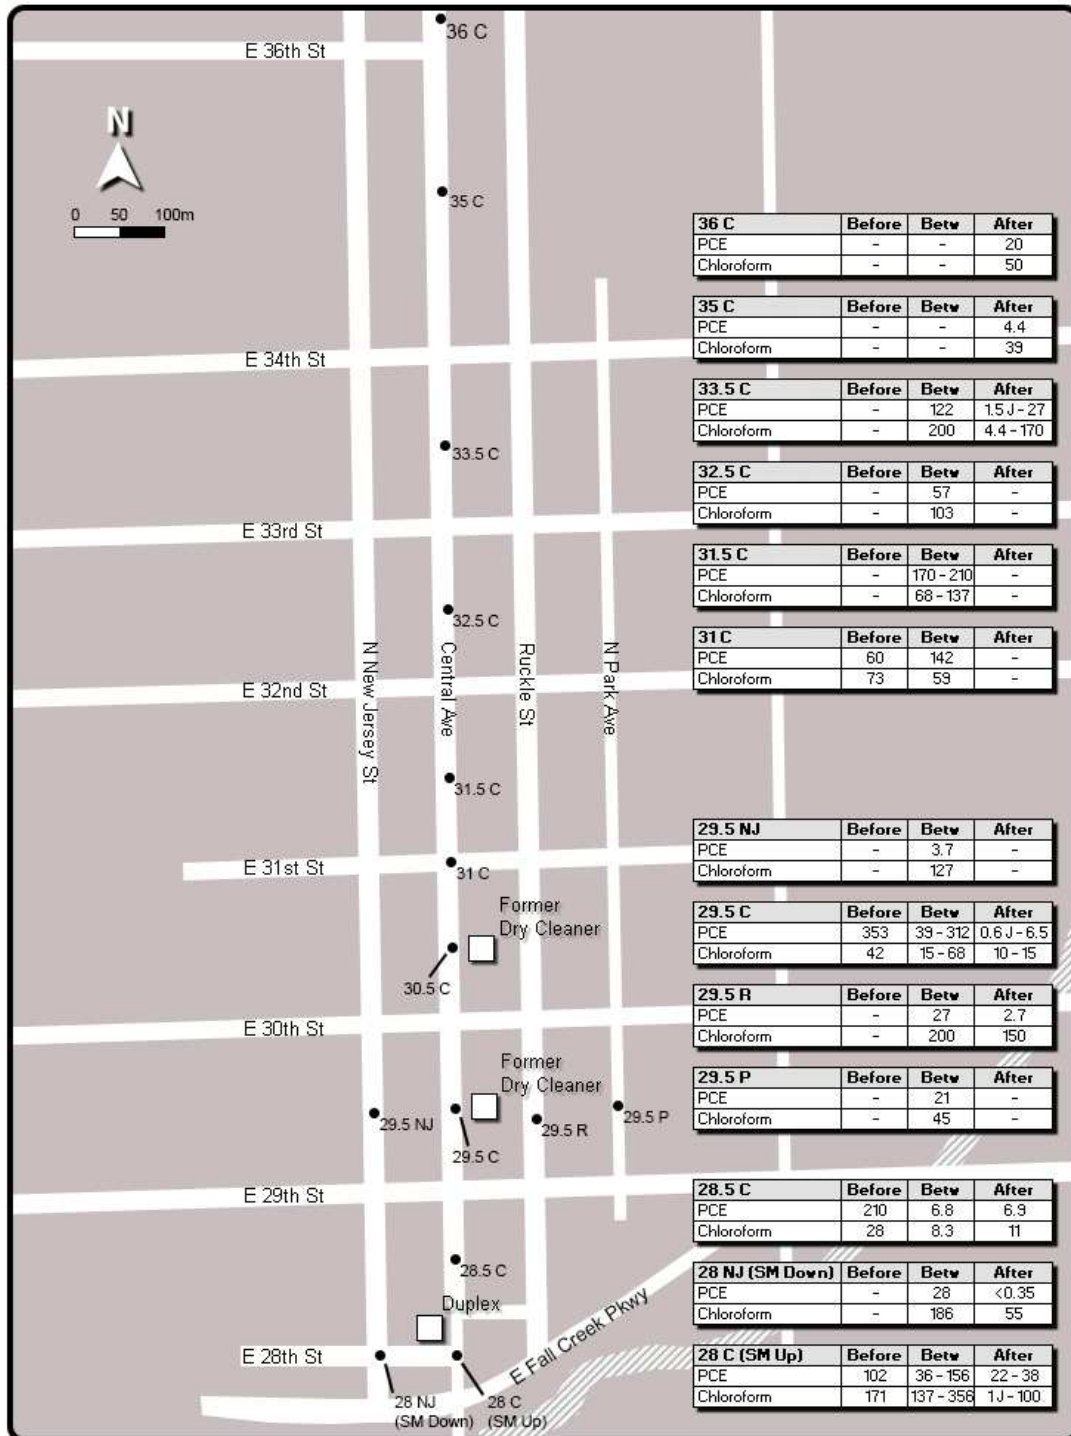 36 C
E 36th St
N
0 50 100m
35 C
E 34th St
33.5 C
E 33rd St
32.5 C
N New Jersey St
Central Ave
Ruckle St
N Park Ave
E 32nd St
31.5 C
E 31st St
31 C
Former
Dry Cleaner
30.5 C
E 30th St
Former
Dry Cleaner
29.5 NJ
29.5 C
29.5 R
29.5 P
E 29th St
28.5 C
Duplex
E 28th St
E Fall Creek Pkwy
28 NJ
(SM Down)
28 C
(SM Up)
36 C Before Betw After
PCE - - 20
Chloroform - - 50
35 C Before Betw After
PCE - - 4.4
Chloroform - - 39
33.5 C Before Betw After
PCE - 122 1.5 J - 27
Chloroform - 200 4.4 - 170
32.5 C Before Betw After
PCE - 57 -
Chloroform - 103 -
31.5 C Before Betw After
PCE - 170 - 210 -
Chloroform - 68 - 137 -
31 C Before Betw After
PCE 60 142 -
Chloroform 73 59 -
29.5 NJ Before Betw After
PCE - 3.7 -
Chloroform - 127 -
29.5 C Before Betw After
PCE 353 39 - 312 0.6 J - 6.5
Chloroform 42 15 - 68 10 - 15
29.5 R Before Betw After
PCE - 27 2.7
Chloroform - 200 150
29.5 P Before Betw After
PCE - 21 -
Chloroform - 45 -
28.5 C Before Betw After
PCE 210 6.8 6.9
Chloroform 28 8.3 11
28 NJ (SM Down) Before Betw After
PCE - 28 <0.35
Chloroform - 186 55
28 C (SM Up) Before Betw After
PCE 102 36 - 156 22 - 38
Chloroform 171 137 - 356 1 J - 100